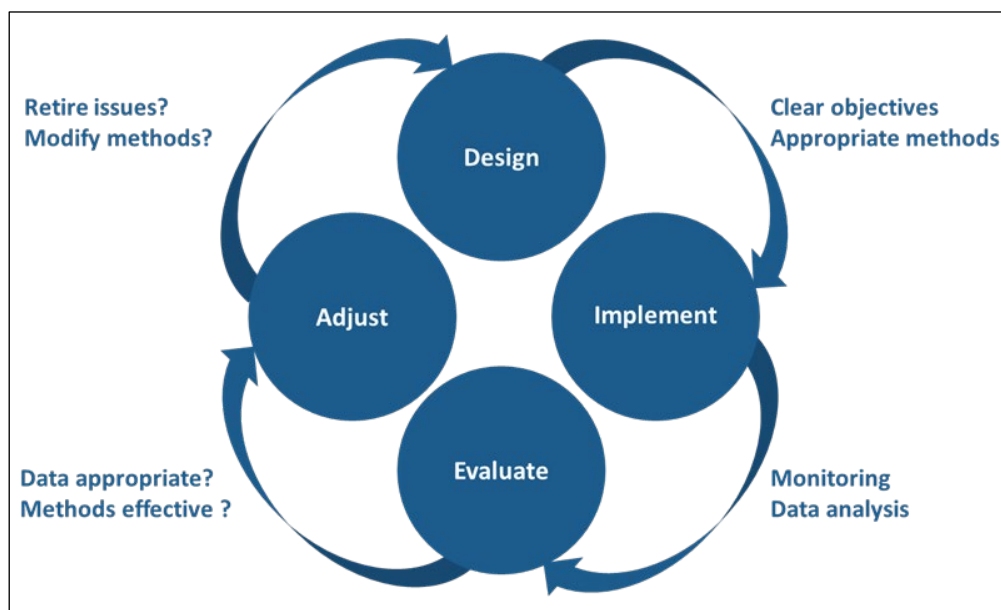 Design
Clear objectives
Appropriate methods
Implement
Monitoring
Data analysis
Evaluate
Data appropriate?
Methods effective ?
Adjust
Retire issues?
Modify methods?